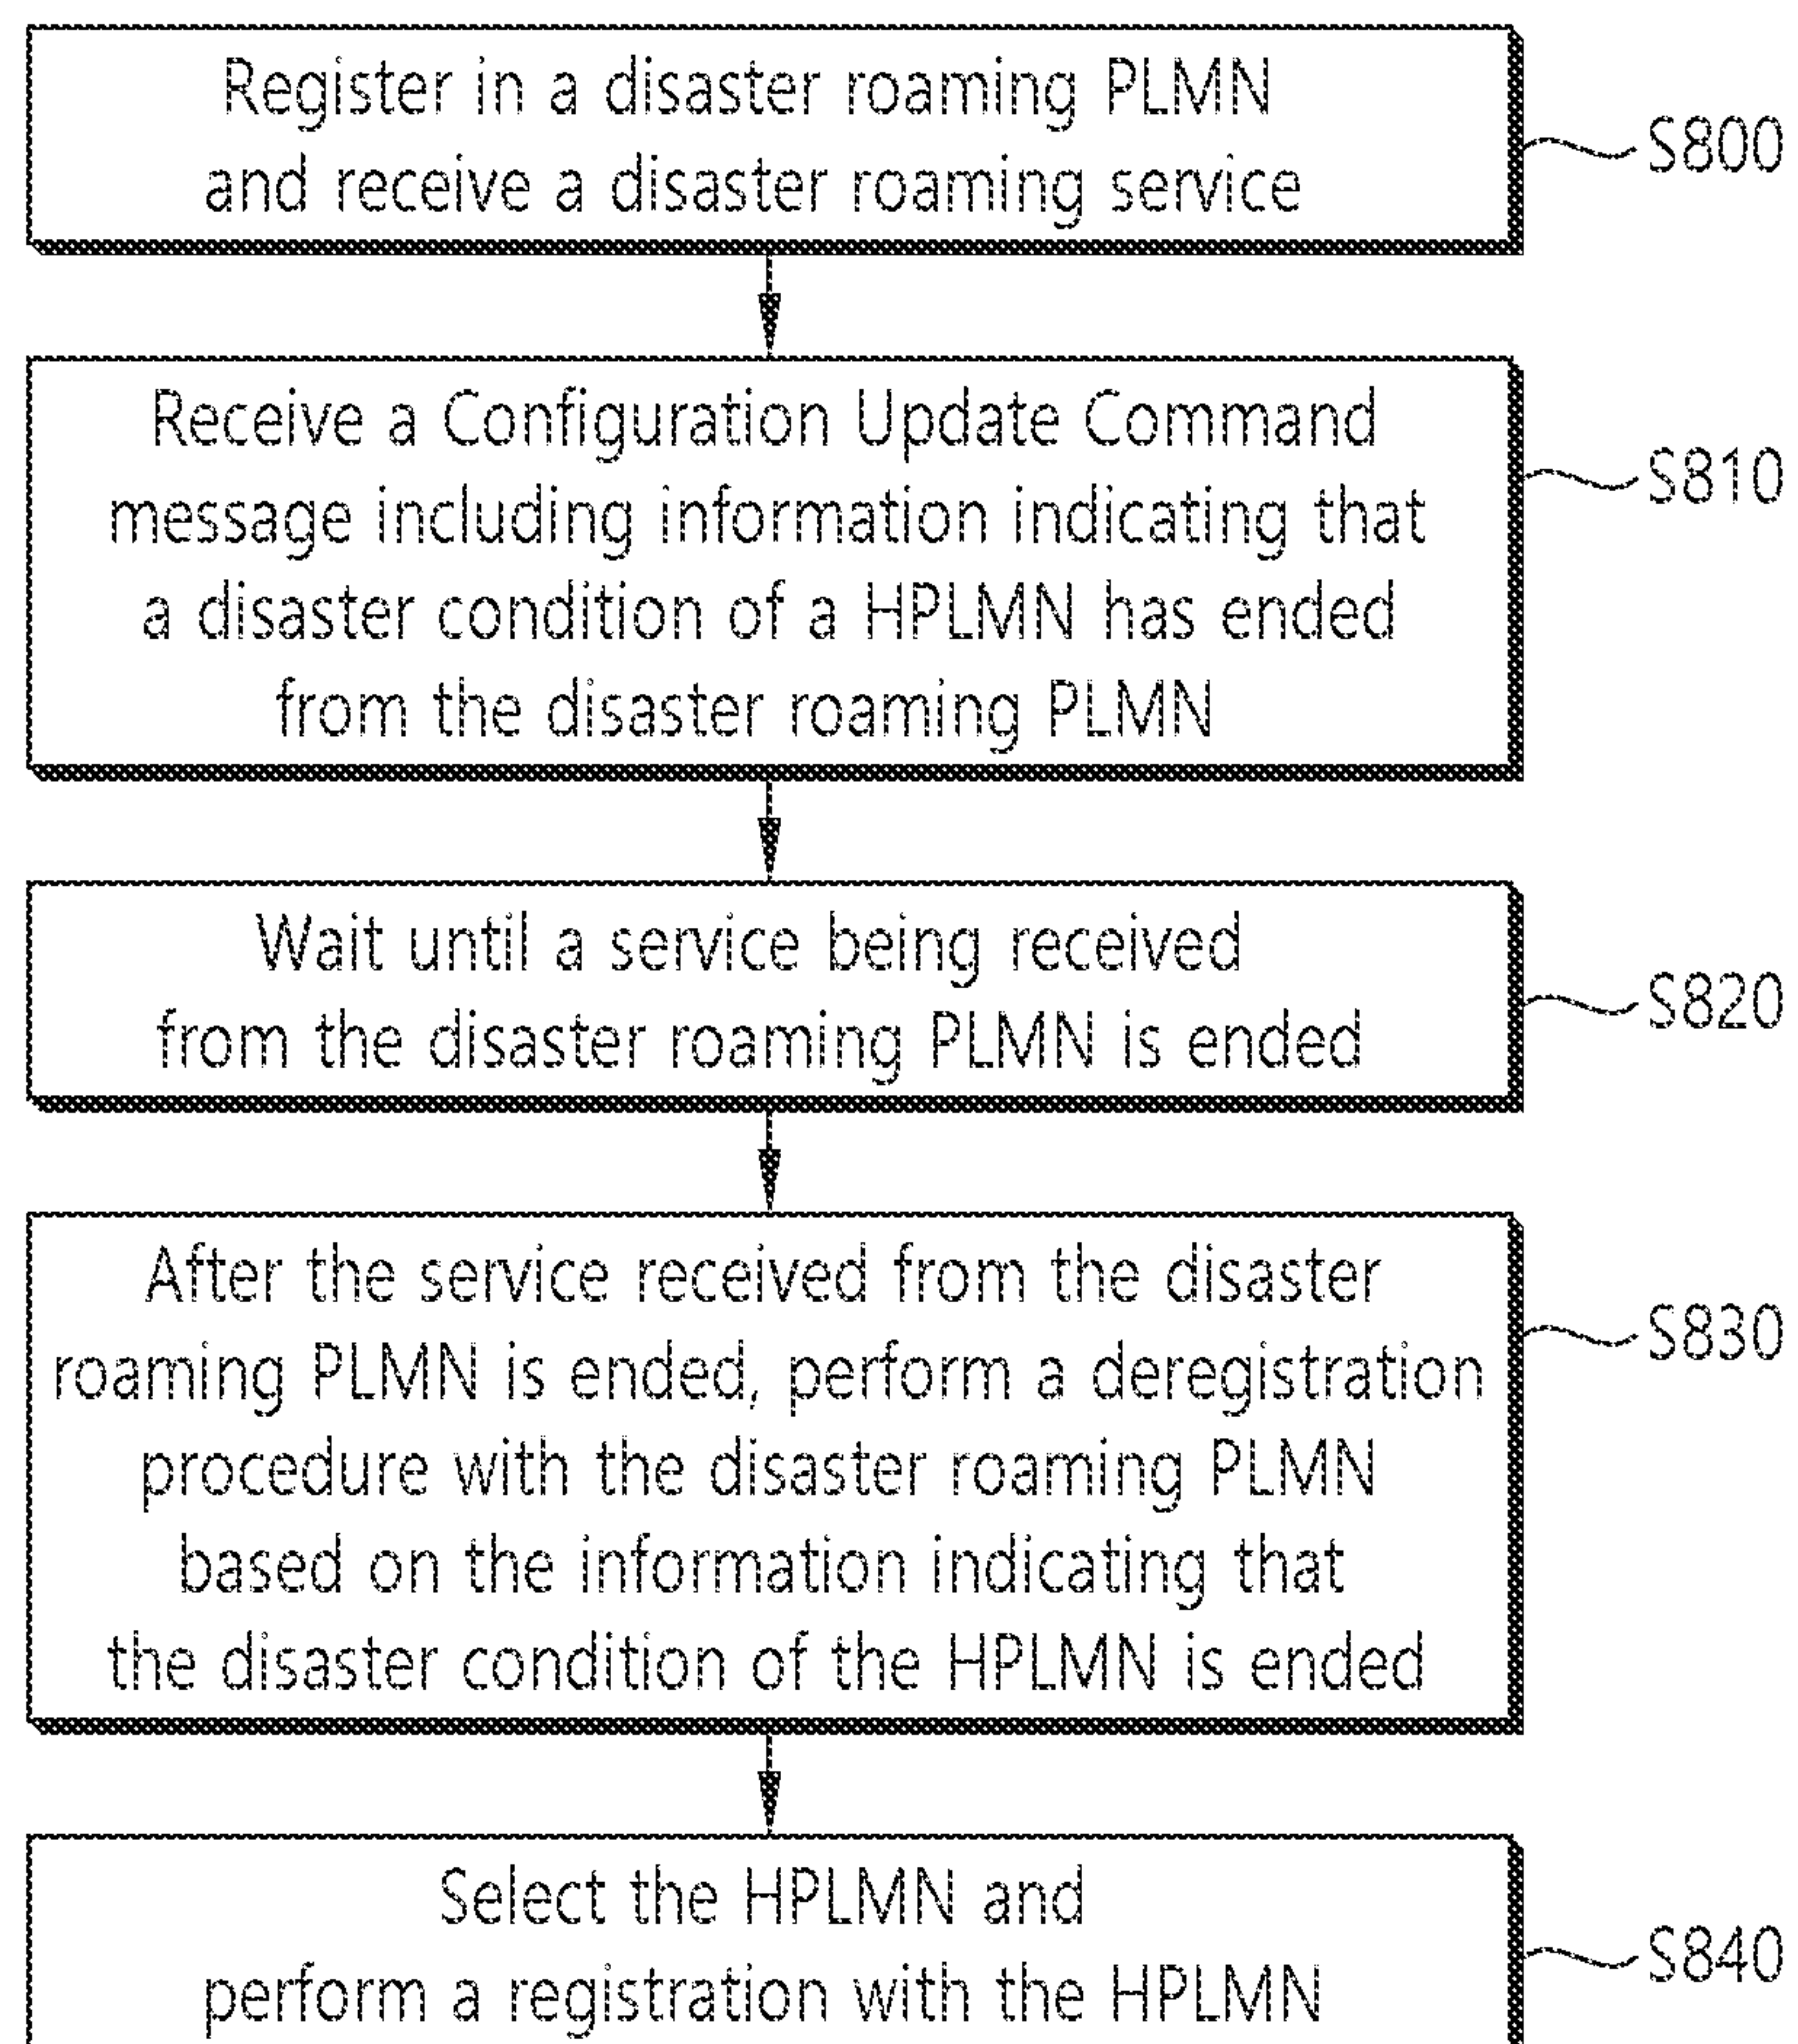 Register in a disaster roaming PLMN
and receive a disaster roaming service
S800
Receive a Configuration Update Command
message including information indicating that
a disaster condition of a HPLMN has ended
from the disaster roaming PLMN
S810
Wait until a service being received
from the disaster roaming PLMN is ended
S820
After the service received from the disaster
roaming PLMN is ended, perform a deregistration
procedure with the disaster roaming PLMN
based on the information indicating that
the disaster condition of the HPLMN is ended
S830
Select the HPLMN and
perform a registration with the HPLMN
S840